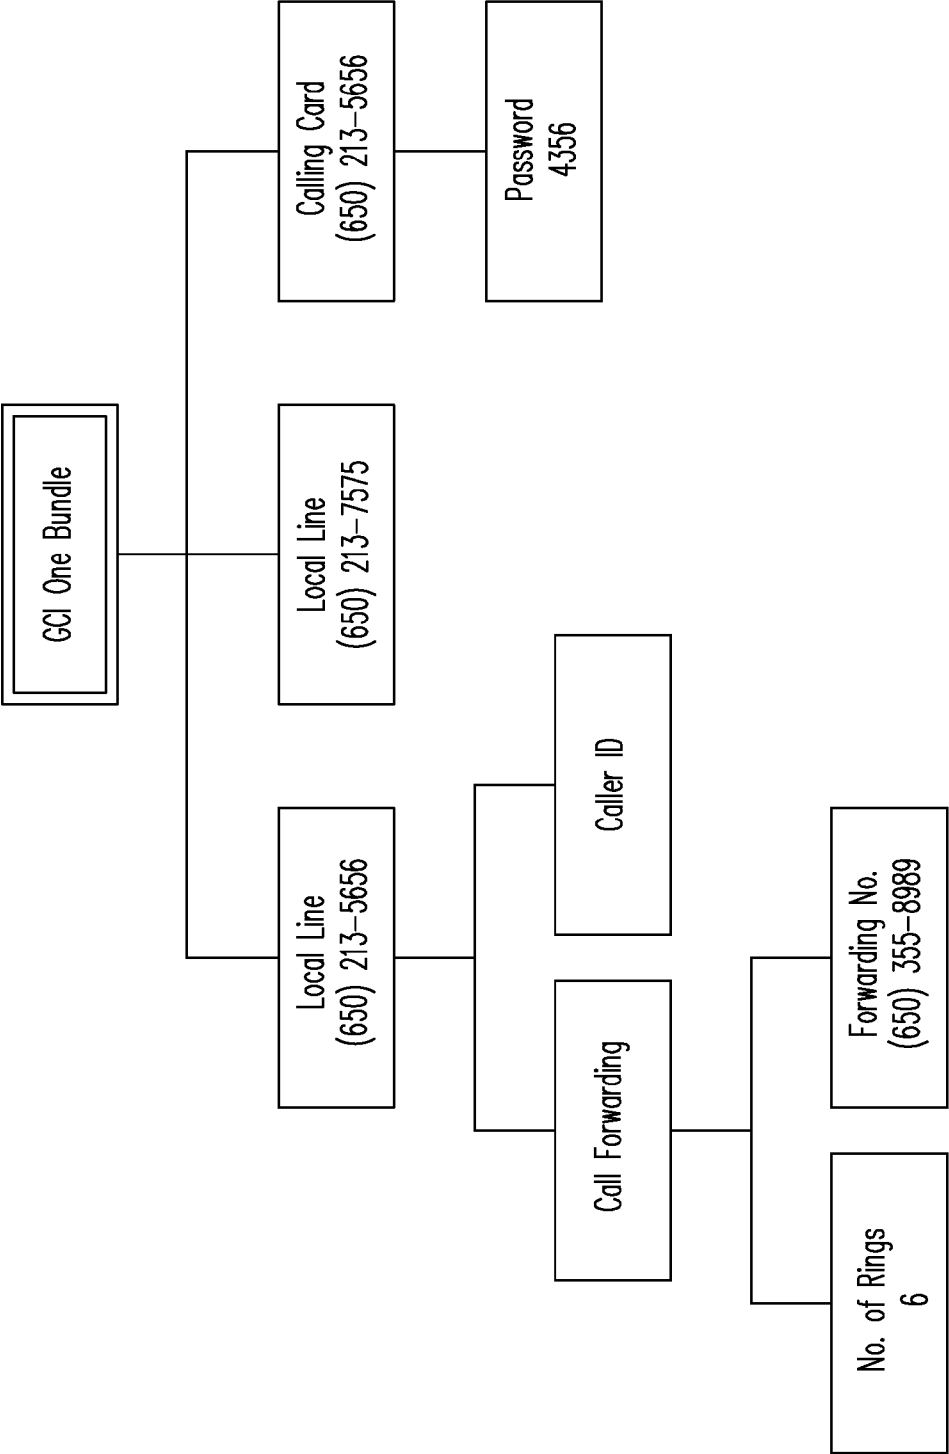 GCI One Bundle
Local Line
(650) 213-5656
Local Line
(650) 213-7575
Calling Card
(650) 213-5656
Password
4356
Call Forwarding
Caller ID
No. of Rings
6
Forwarding No.
(650) 355-8989